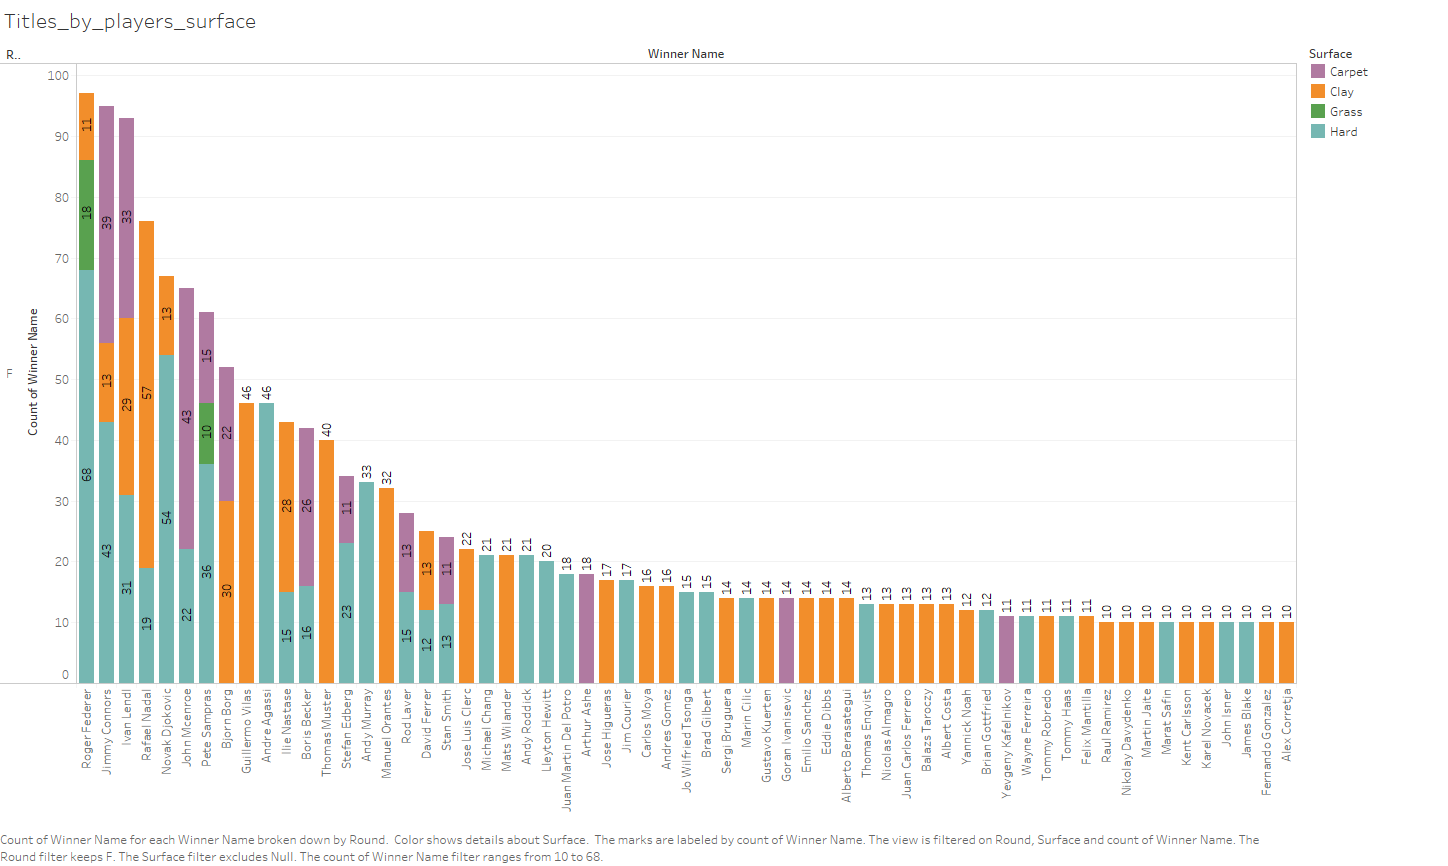 Titles_by_players_surface
R..
Winner Name
Surface
Carpet
Clay
Grass
Hard
Count of Winner Name
F
100
90
80
70
60
50
40
30
20
10
0
11
18
68
39
13
43
33
29
31
57
19
13
54
43
22
15
10
36
22
30
46
46
28
15
26
16
40
11
23
33
32
13
15
13
12
11
13
22
21
21
21
20
18
18
17
17
16
16
15
15
14
14
14
14
14
14
14
13
13
13
13
13
12
12
11
11
11
11
11
10
10
10
10
10
10
10
10
10
10
Roger Federer
Jimmy Connors
Ivan Lendl
Rafael Nadal
Novak Djokovic
John Mcenroe
Pete Sampras
Bjorn Borg
Guillermo Vilas
Andre Agassi
Ilie Nastase
Boris Becker
Thomas Muster
Stefan Edberg
Andy Murray
Manuel Orantes
Rod Laver
David Ferrer
Stan Smith
Jose Luis Clerc
Michael Chang
Mats Wilander
Andy Roddick
Lleyton Hewitt
Juan Martin Del Potro
Arthur Ashe
Jose Higueras
Jim Courier
Carlos Moya
Andres Gomez
Jo Wilfried Tsonga
Brad Gilbert
Sergi Bruguera
Marin Cilic
Gustavo Kuerten
Goran Ivanisevic
Emilio Sanchez
Eddie Dibbs
Alberto Berasategui
Thomas Enqvist
Nicolas Almagro
Juan Carlos Ferrero
Balazs Taroczy
Albert Costa
Yannick Noah
Brian Gottfried
Yevgeny Kafelnikov
Wayne Ferreira
Tommy Robredo
Tommy Haas
Felix Mantilla
Raul Ramirez
Nikolay Davydenko
Martin Jaite
Marat Safin
Kent Carlsson
Karel Novacek
John Isner
James Blake
Fernando Gonzalez
Alex Corretja
Count of Winner Name for each Winner Name broken down by Round.  Color shows details about Surface.  The marks are labeled by count of Winner Name. The view is filtered on Round, Surface and count of Winner Name. The
Round filter keeps F. The Surface filter excludes Null. The count of Winner Name filter ranges from 10 to 68.